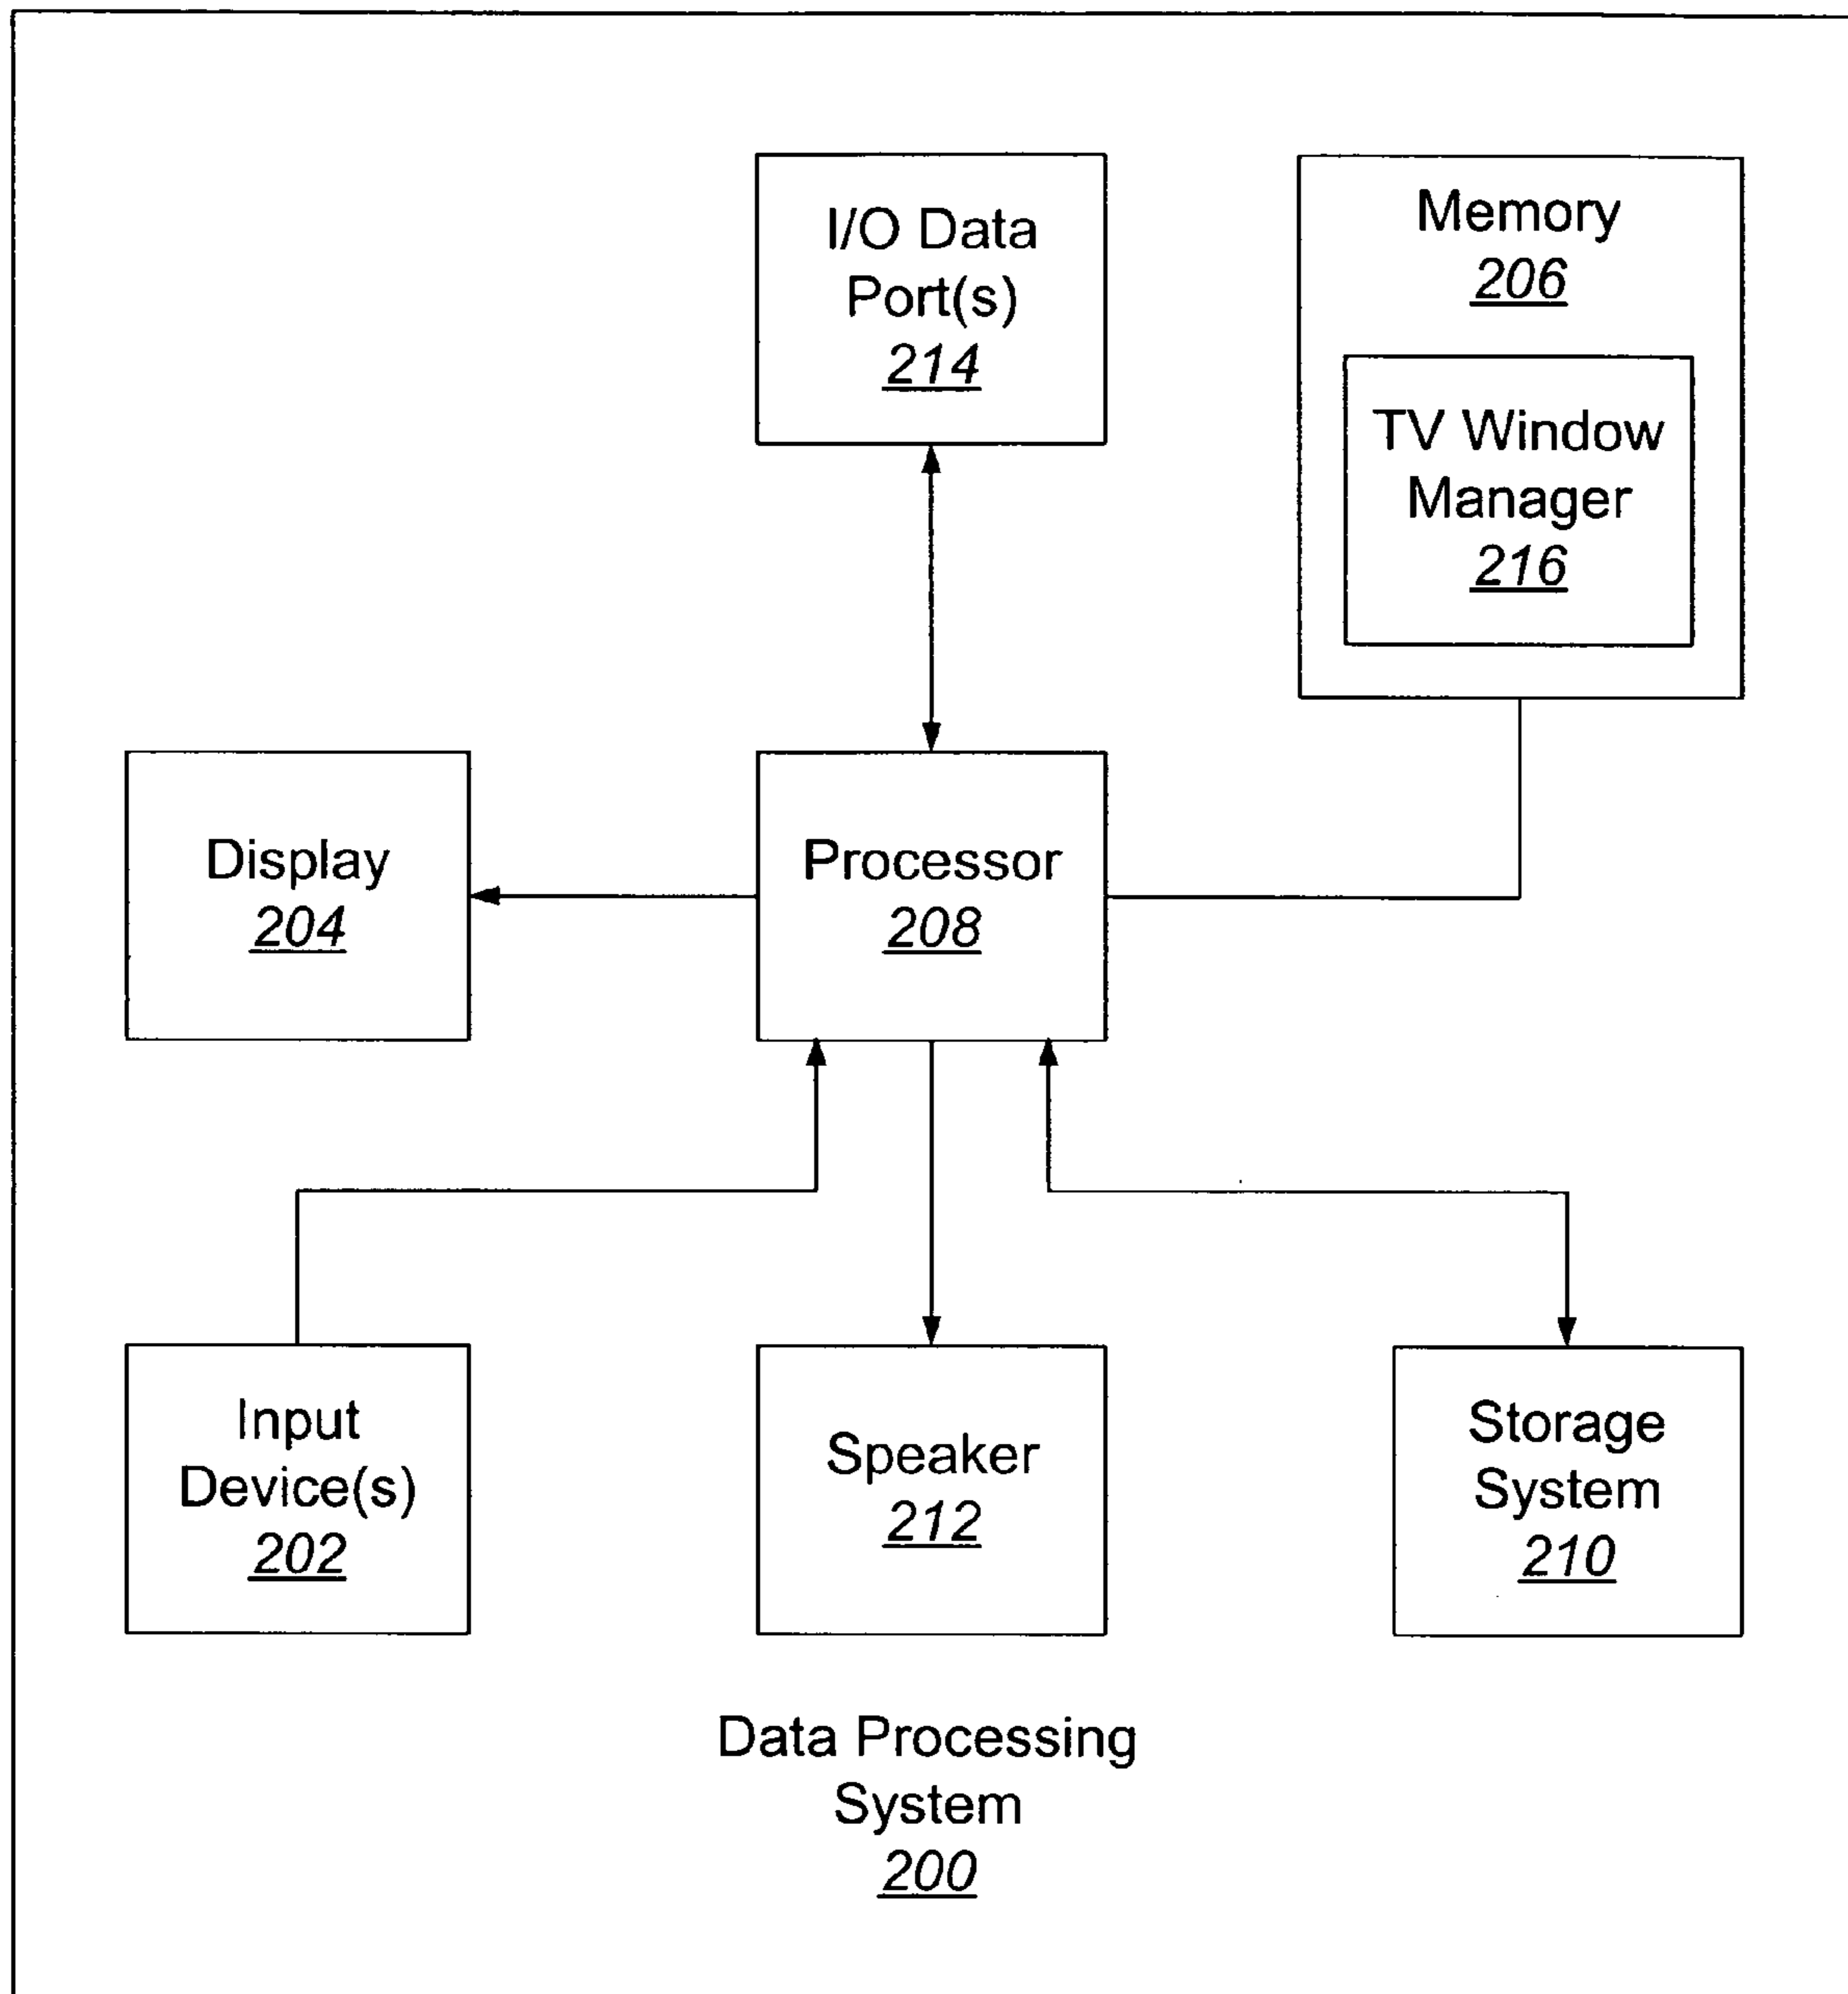 I/O Data
Port(s)
214
Memory
206
TV Window
Manager
216
Display
204
Processor
208
Input
Device(s)
202
Speaker
212
Storage
System
210
Data Processing
System
200